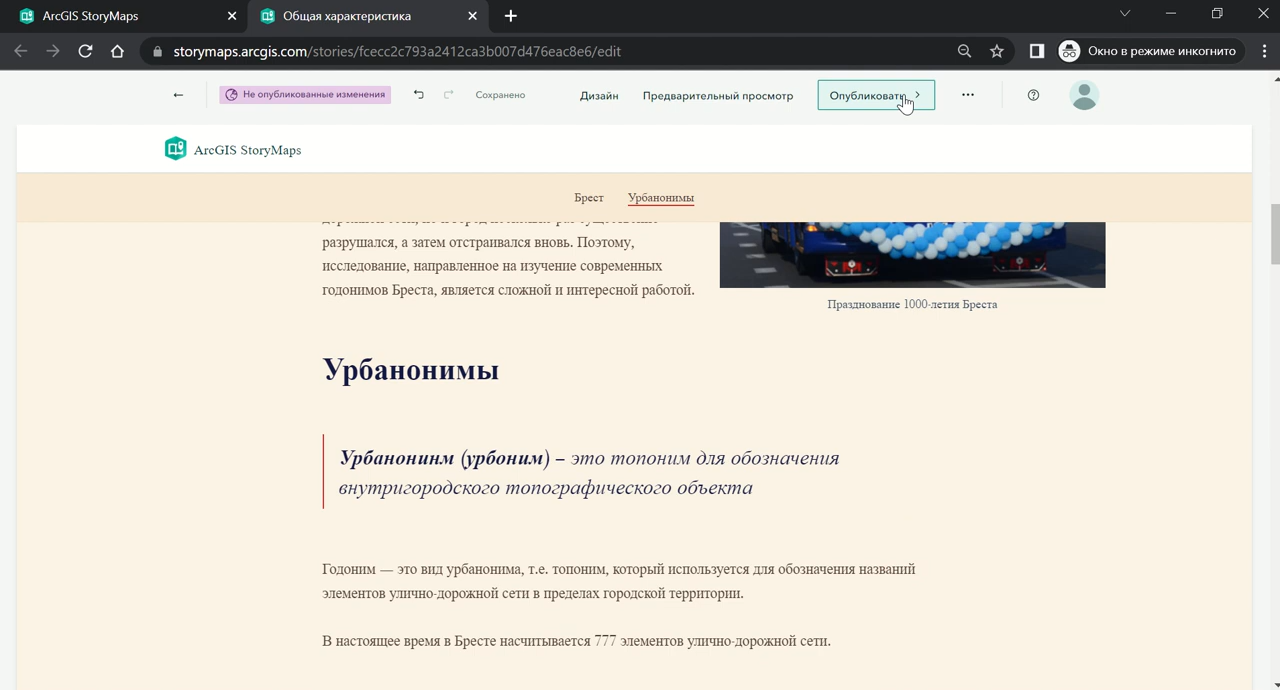 ArcGIS StoryMaps
Общая характеристика
storymaps.arcgis.com/stories/fcecc2c793a2412ca3b007d476eac8e6/edit
Окно в режиме инкогнито
Не опубликованные изменения
Сохранено
Дизайн
Предварительный просмотр
Опубликовать
ArcGIS StoryMaps
Брест
Урбанонимы
разрушался, а затем отстраивался вновь. Поэтому,
исследование, направленное на изучение современных
годонимов Бреста, является сложной и интересной работой.
Празднование 1000-летия Бреста
Урбанонимы
Урбанонинм (урбоним) – это топоним для обозначения
внутригородского топографического объекта
Годоним — это вид урбанонима, т.е. топоним, который используется для обозначения названий
элементов улично-дорожной сети в пределах городской территории.
В настоящее время в Бресте насчитывается 777 элементов улично-дорожной сети.